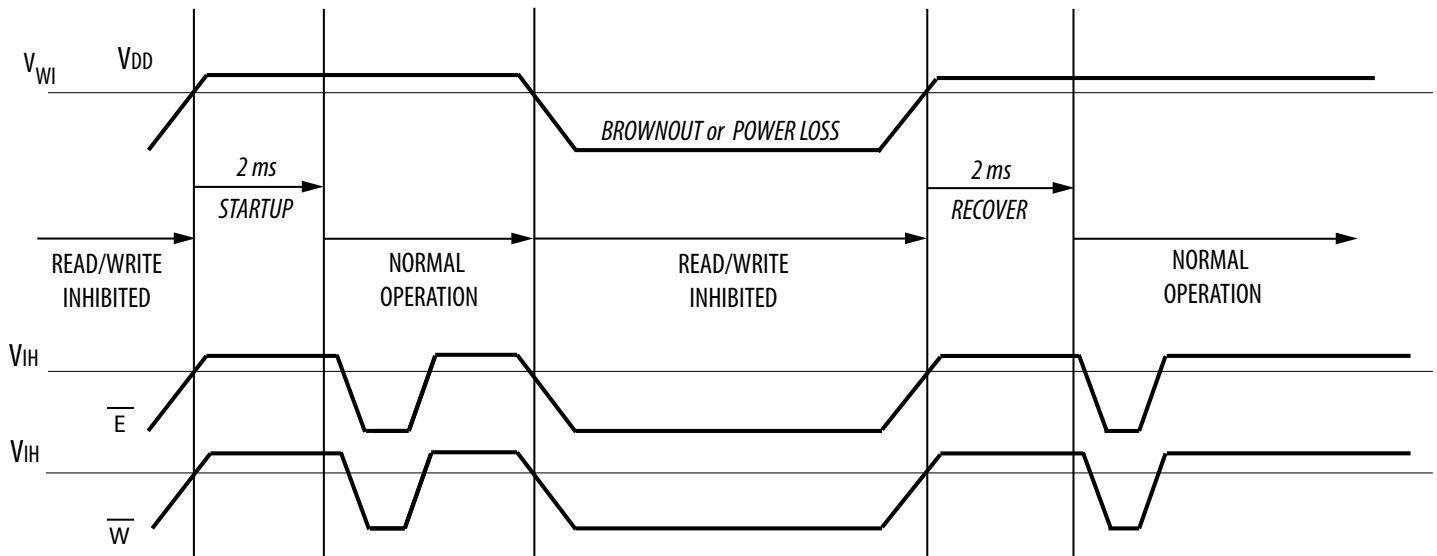 VWI VDD
BROWNOUT or POWER LOSS
2 ms
STARTUP
2 ms
RECOVER
READ/WRITE
INHIBITED
NORMAL
OPERATION
READ/WRITE
INHIBITED
NORMAL
OPERATION
VIH
E
VIH
W